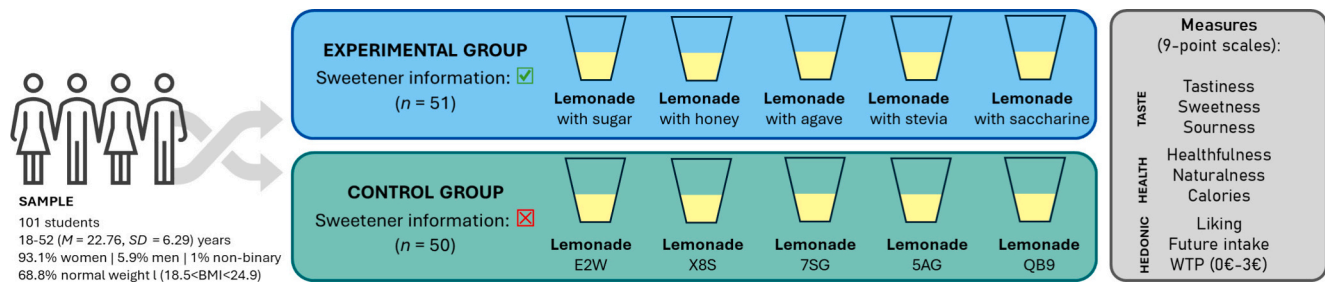 SAMPLE
101 students
18-52 (M = 22.76, SD = 6.29) years
93.1% women | 5.9% men | 1% non-binary
68.8% normal weight l (18.5<BMI<24.9)
EXPERIMENTAL GROUP
Sweetener information:
(n = 51)
Lemonade
with sugar
Lemonade
with honey
Lemonade
with agave
Lemonade
with stevia
Lemonade
with saccharine
CONTROL GROUP
Sweetener information:
(n = 50)
Lemonade
E2W
Lemonade
X8S
Lemonade
7SG
Lemonade
5AG
Lemonade
QB9
Measures
(9-point scales):
TASTE
Tastiness
Sweetness
Sourness
HEALTH
Healthfulness
Naturalness
Calories
HEDONIC
Liking
Future intake
WTP (0€-3€)